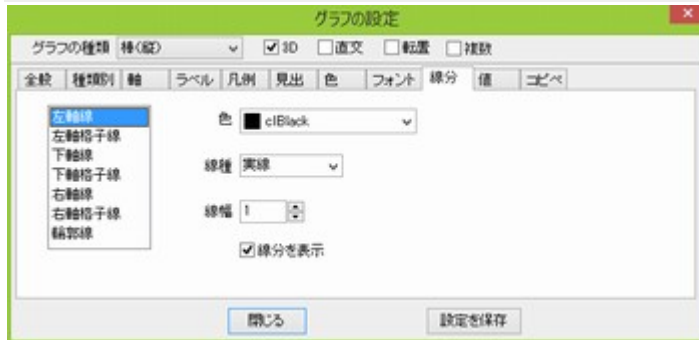 グラフの設定
グラフの種類 棒(縦) 3D 直交 転置 複数
全般 種類別 軸 ラベル 凡例 見出 色 フォント 線分 値 コピペ
左軸線
左軸格子線
下軸線
下軸格子線
右軸線
右軸格子線
輪郭線
色 clBlack
線種 実線
線幅 1
線分を表示
閉じる 設定を保存